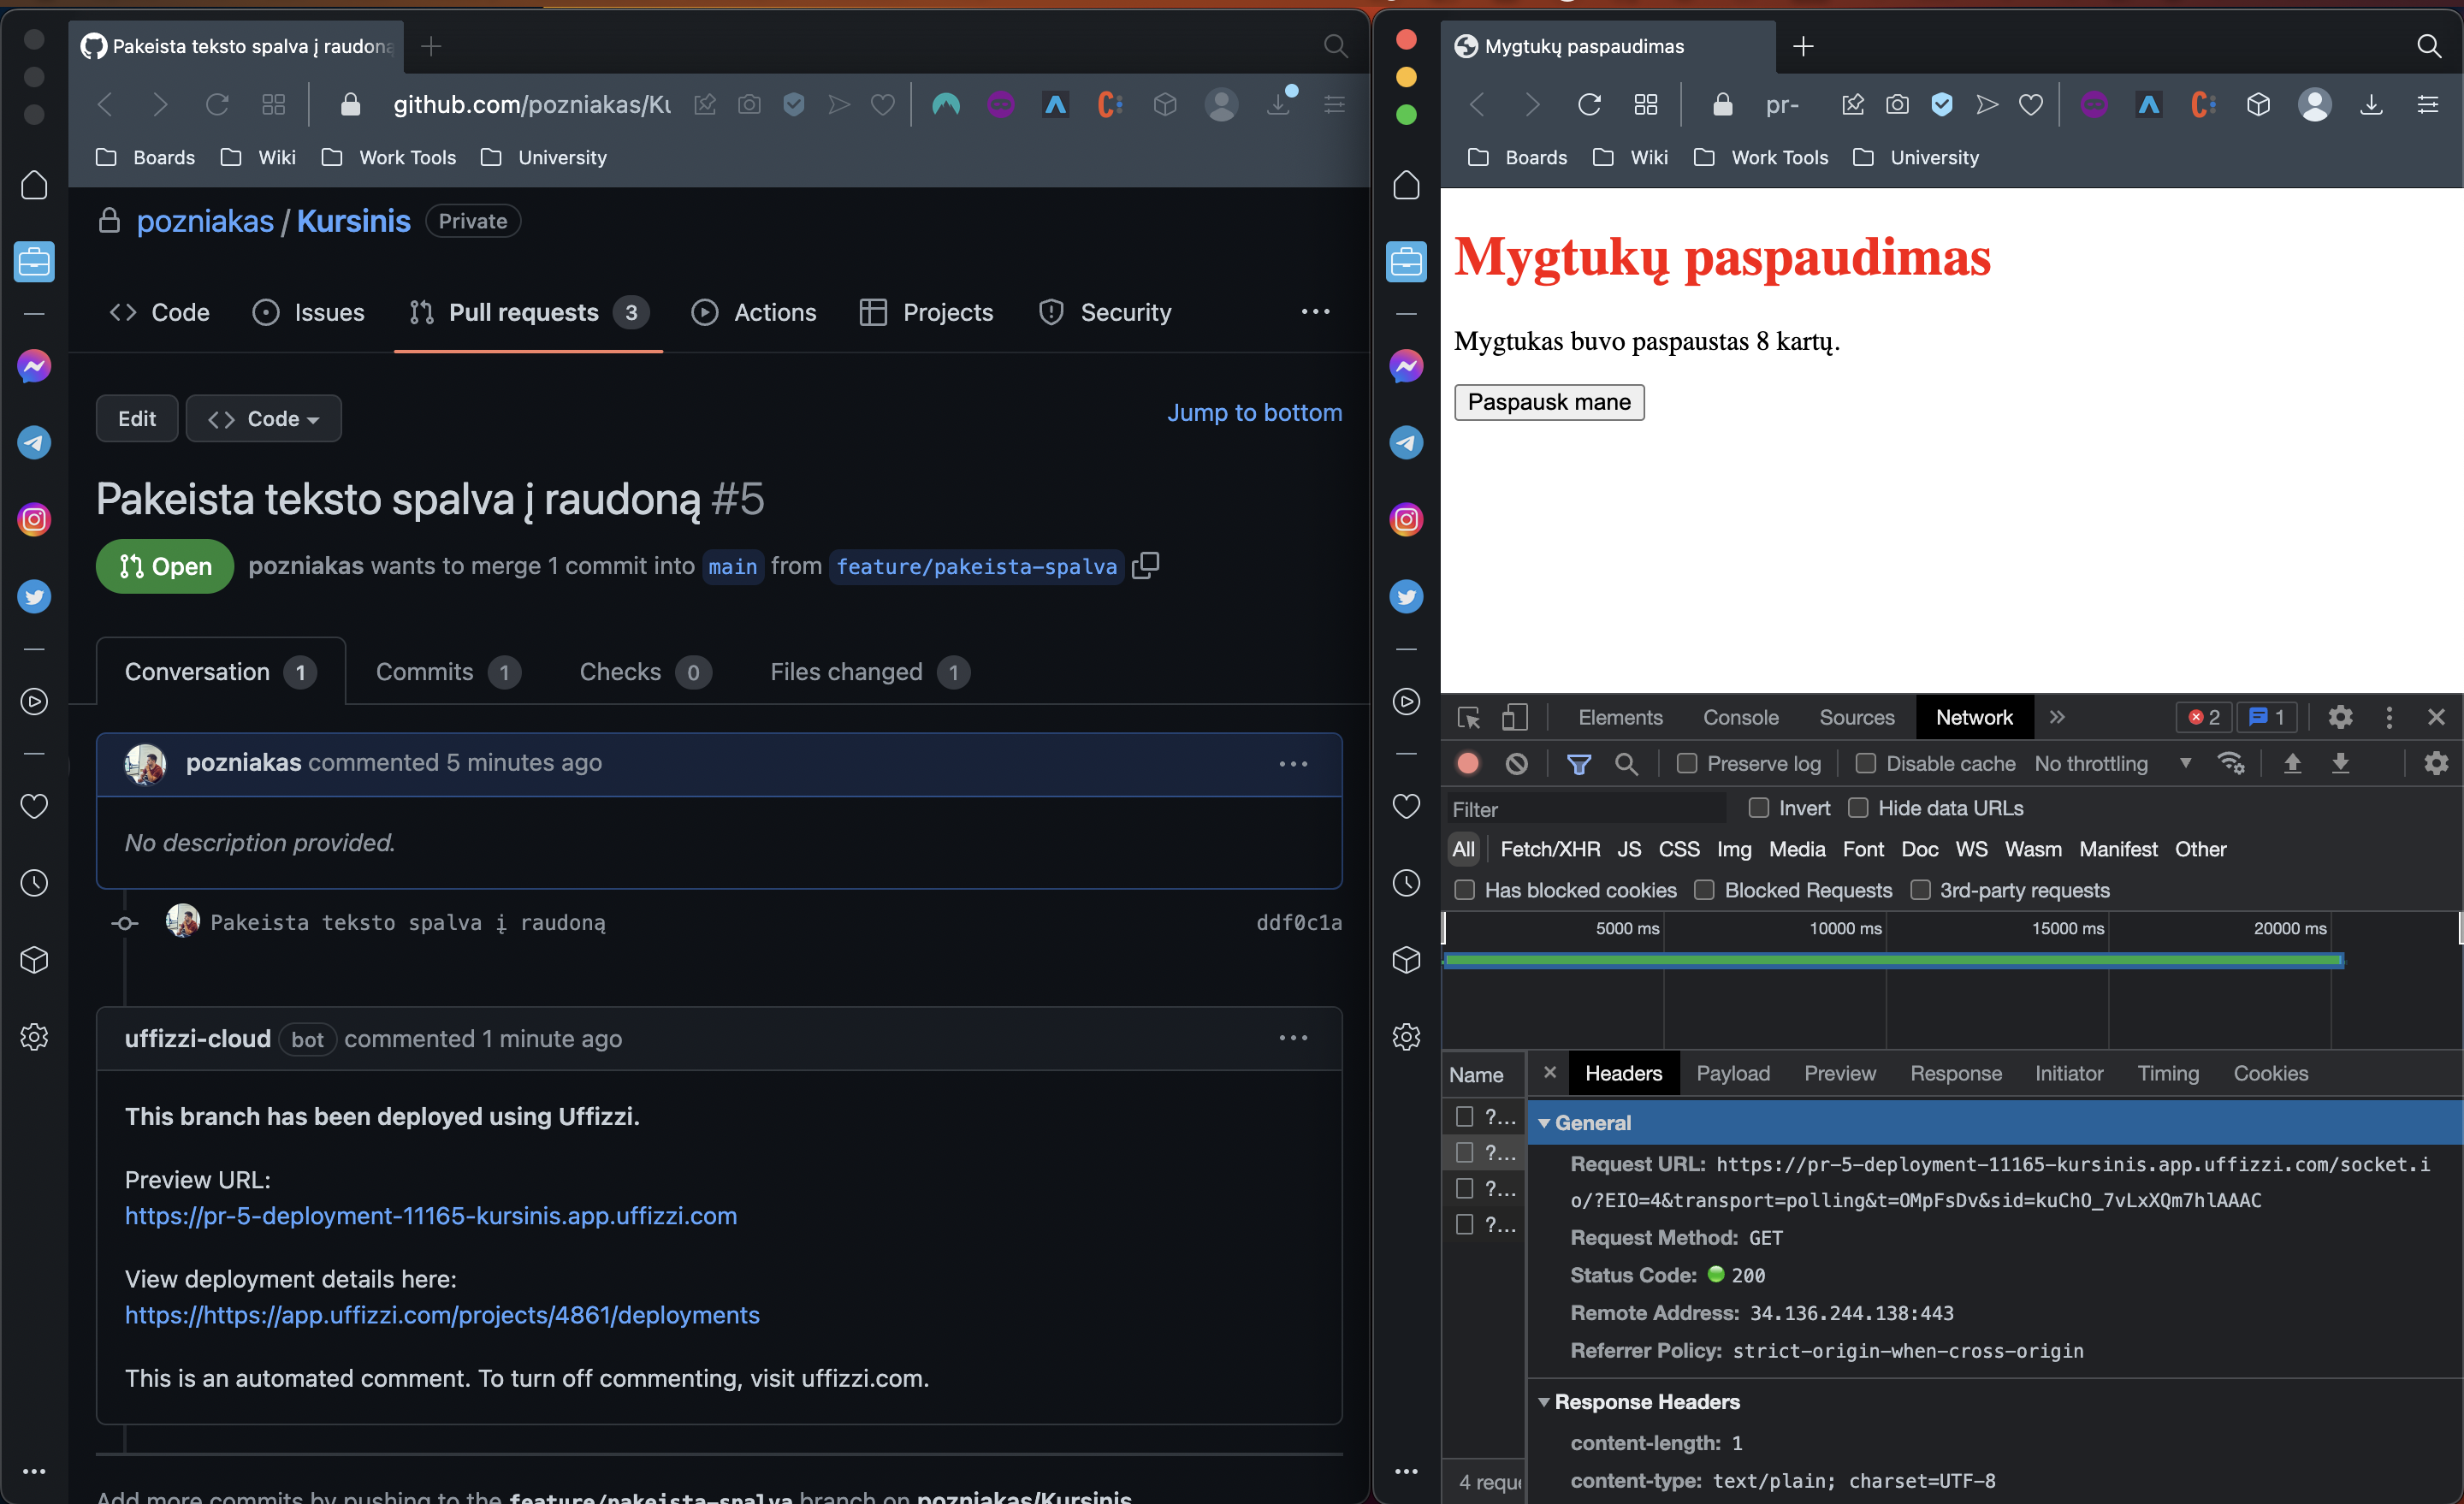 Pakeista teksto spalva į raudoną
github.com/pozniakas/Ku
Boards Wiki Work Tools University
pozniakas / Kursinis Private
Code Issues Pull requests 3 Actions Projects Security
Edit Code Jump to bottom
Pakeista teksto spalva į raudoną #5
Open pozniakas wants to merge 1 commit into main from feature/pakeista-spalva
Conversation 1 Commits 1 Checks 0 Files changed 1
pozniakas commented 5 minutes ago
No description provided.
Pakeista teksto spalva į raudoną ddf0c1a
uffizzi-cloud bot commented 1 minute ago
This branch has been deployed using Uffizzi.
Preview URL:
https://pr-5-deployment-11165-kursinis.app.uffizzi.com
View deployment details here:
https://https://app.uffizzi.com/projects/4861/deployments
This is an automated comment. To turn off commenting, visit uffizzi.com.
Add more commits by pushing to the feature/pakeista-spalva branch on pozniakas/Kursinis.
Mygtukų paspaudimas
pr-
Boards Wiki Work Tools University
Mygtukų paspaudimas
Mygtukas buvo paspaustas 8 kartų.
Paspausk mane
Elements Console Sources Network 2 1
Preserve log Disable cache No throttling
Filter Invert Hide data URLs
All Fetch/XHR JS CSS Img Media Font Doc WS Wasm Manifest Other
Has blocked cookies Blocked Requests 3rd-party requests
5000 ms 10000 ms 15000 ms 20000 ms
Name Headers Payload Preview Response Initiator Timing Cookies
?...
?...
?...
?...
4 requ
General
Request URL: https://pr-5-deployment-11165-kursinis.app.uffizzi.com/socket.i
o/?EIO=4&transport=polling&t=OMpFsDv&sid=kuChO_7vLxXQm7hlAAAC
Request Method: GET
Status Code: 200
Remote Address: 34.136.244.138:443
Referrer Policy: strict-origin-when-cross-origin
Response Headers
content-length: 1
content-type: text/plain; charset=UTF-8